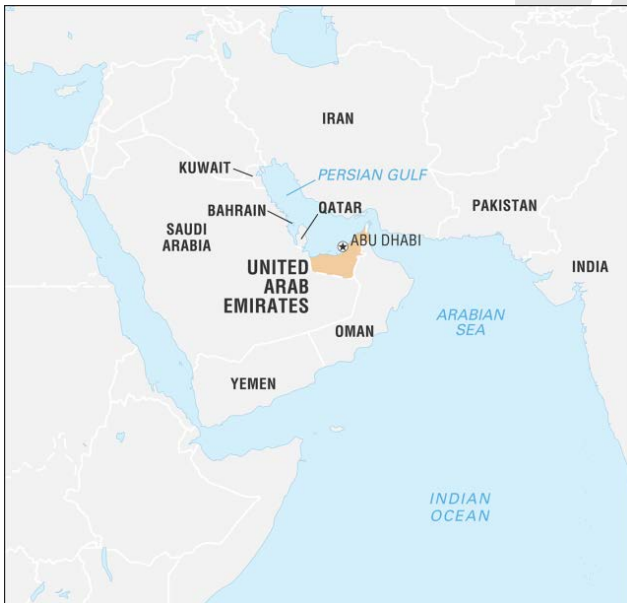 IRAN
KUWAIT
PERSIAN GULF
BAHRAIN
QATAR
PAKISTAN
SAUDI
ARABIA
ABU DHABI
UNITED
ARAB
EMIRATES
INDIA
ARABIAN
SEA
OMAN
YEMEN
INDIAN
OCEAN